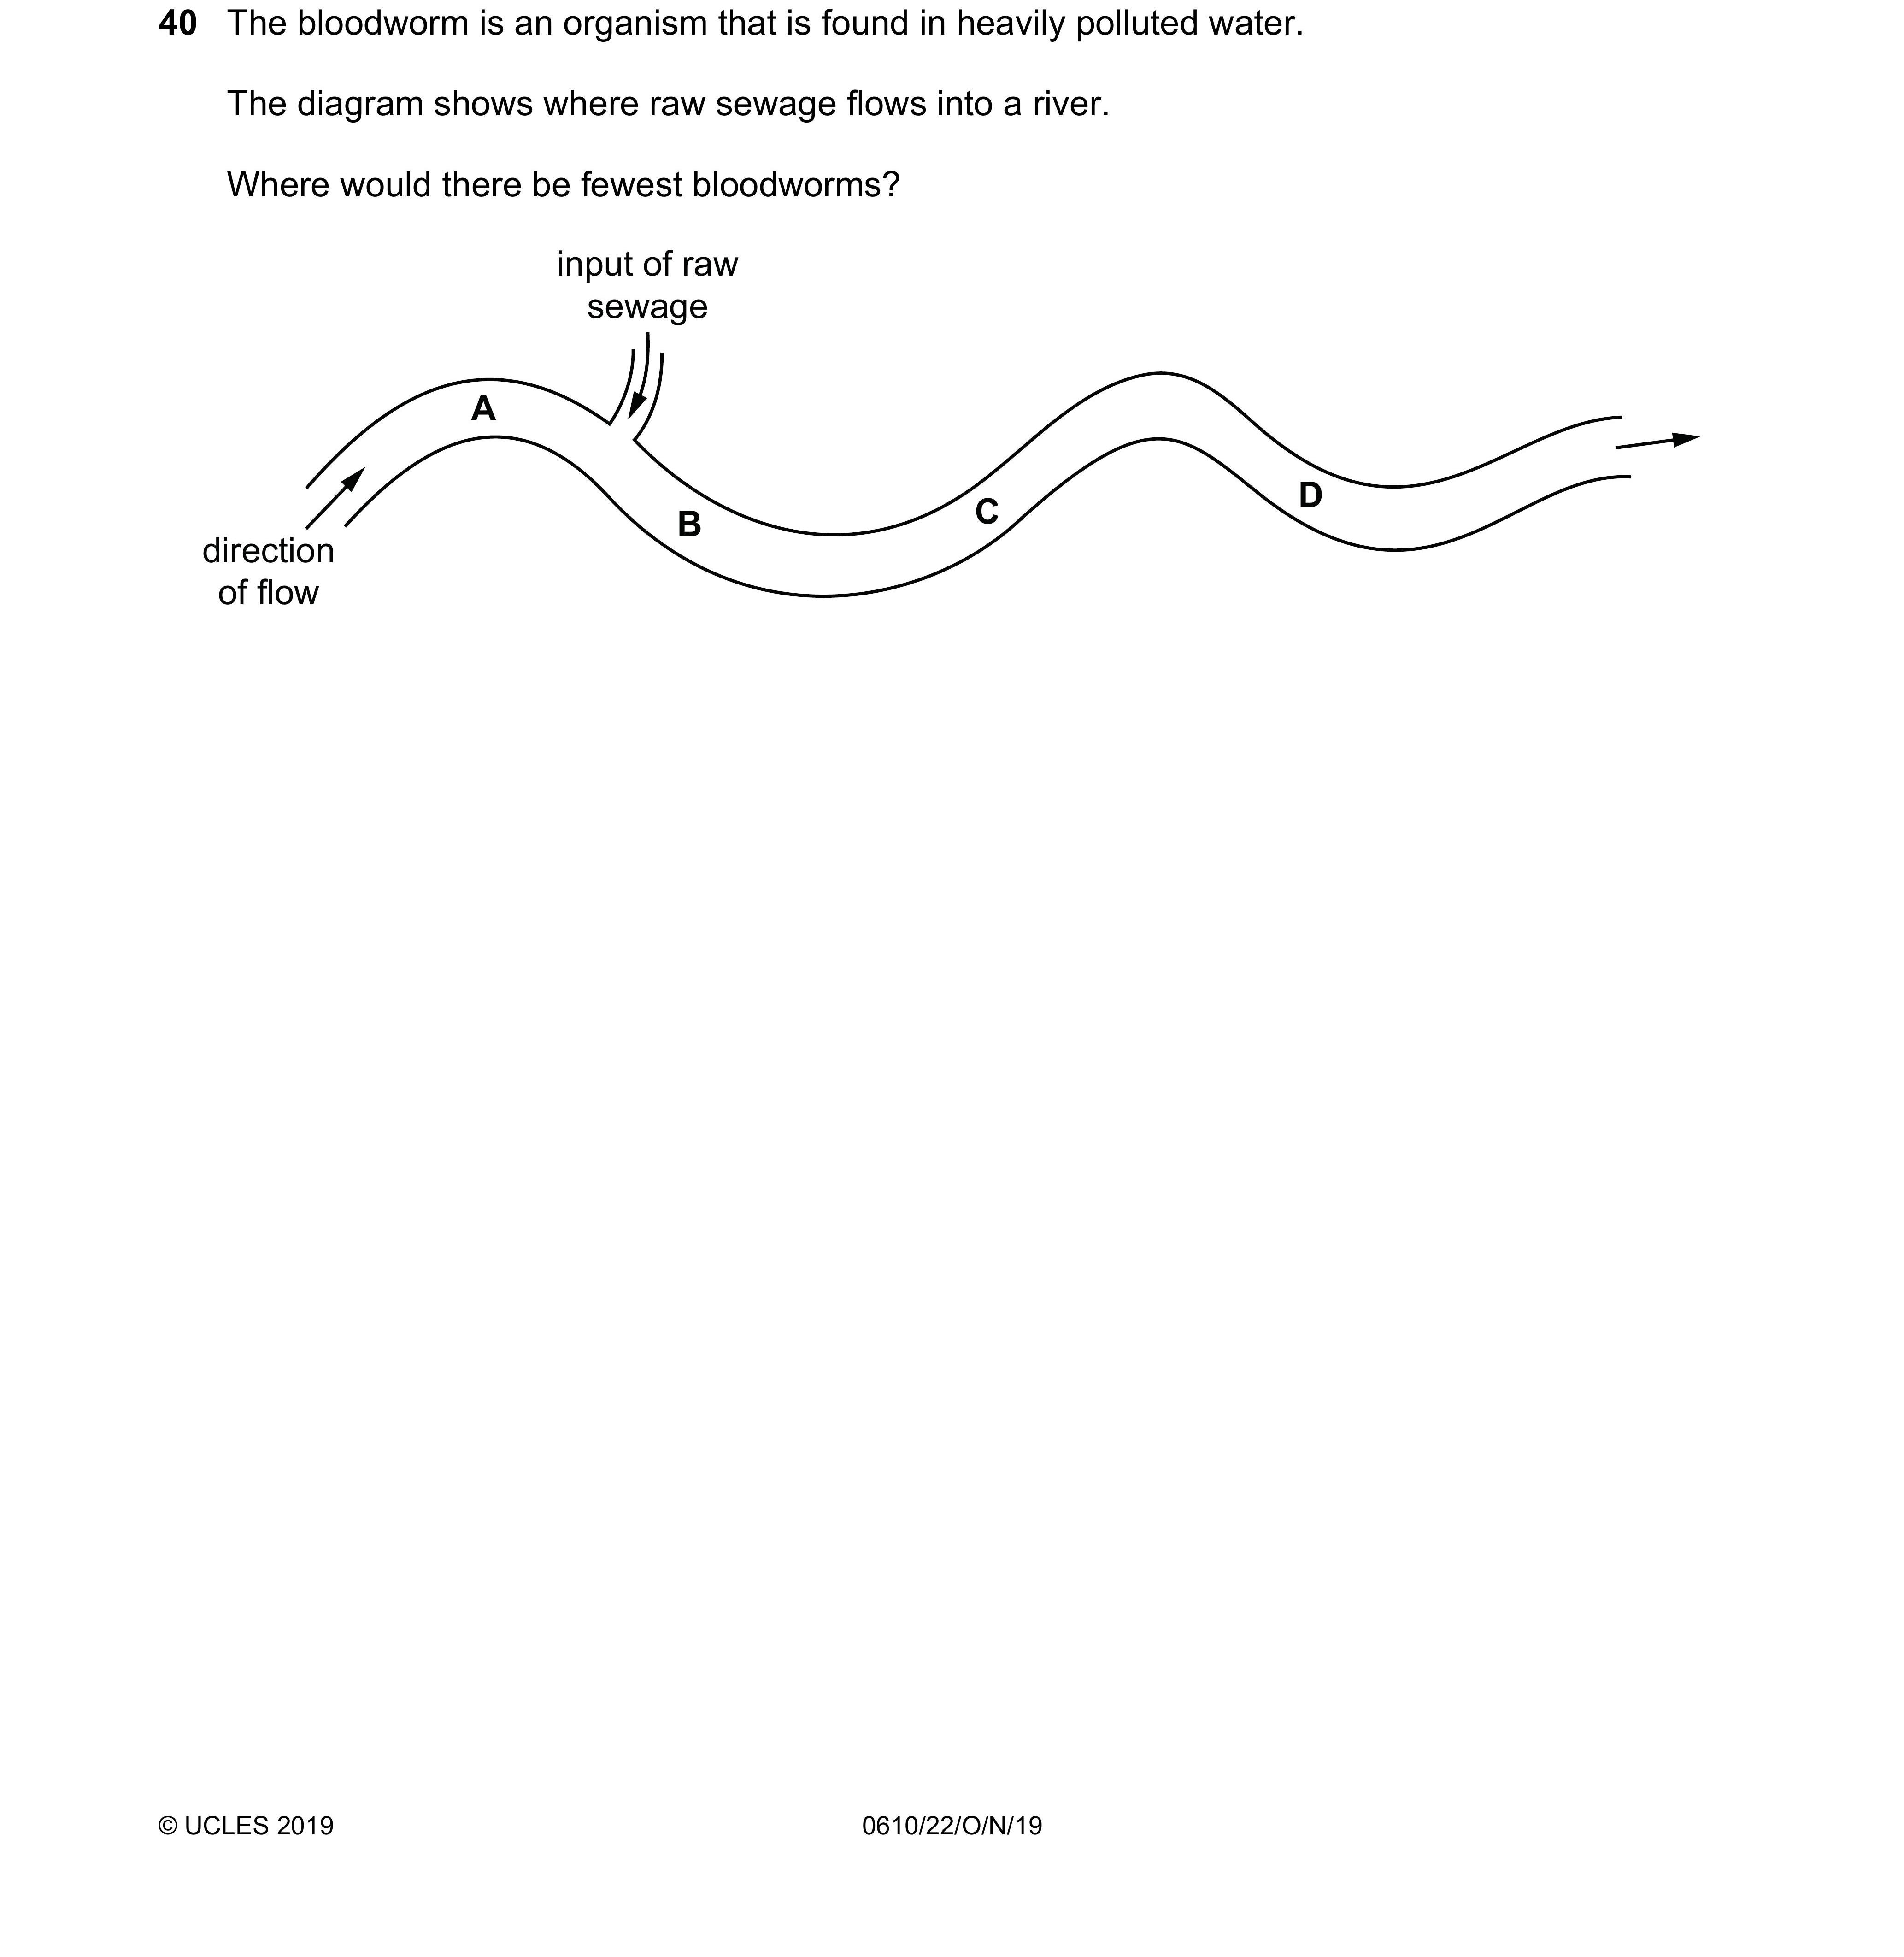 40 The bloodworm is an organism that is found in heavily polluted water.
The diagram shows where raw sewage flows into a river.
Where would there be fewest bloodworms?
input of raw
sewage
A
B
C
D
direction
of flow
© UCLES 2019 0610/22/O/N/19